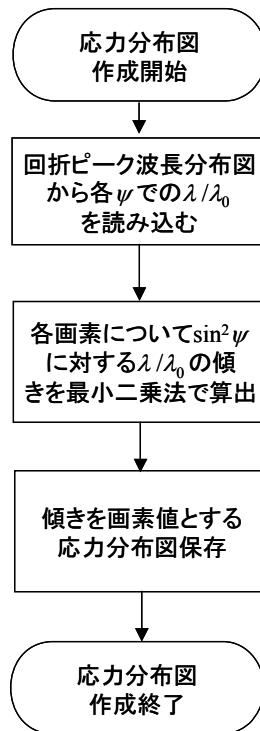 応力分布図
作成開始
回折ピーク波長分布図
から各ψでのλ/λ₀
を読み込む
各画素についてsin²ψ
に対するλ/λ₀の傾
きを最小二乗法で算出
傾きを画素値とする
応力分布図保存
応力分布図
作成終了